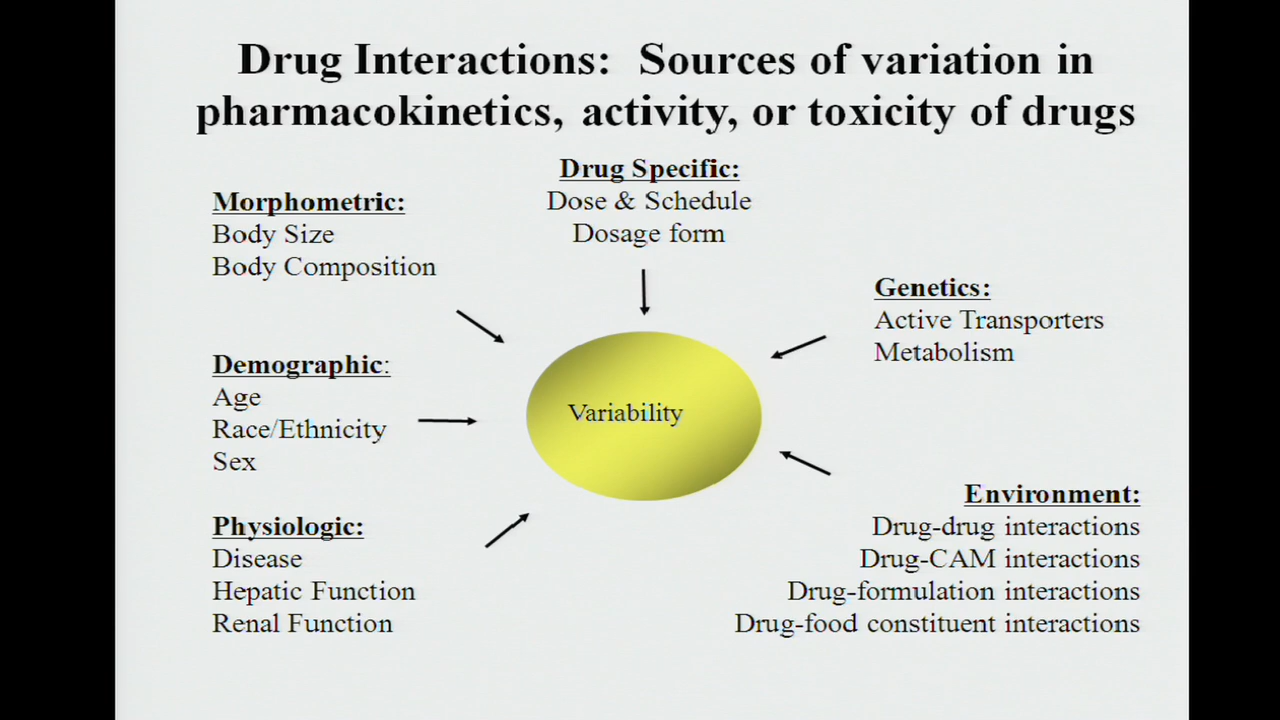 Drug Interactions: Sources of variation in
pharmacokinetics, activity, or toxicity of drugs
Drug Specific:
Dose & Schedule
Dosage form
Morphometric:
Body Size
Body Composition
Genetics:
Active Transporters
Metabolism
Demographic:
Age
Race/Ethnicity
Sex
Variability
Physiologic:
Disease
Hepatic Function
Renal Function
Environment:
Drug-drug interactions
Drug-CAM interactions
Drug-formulation interactions
Drug-food constituent interactions